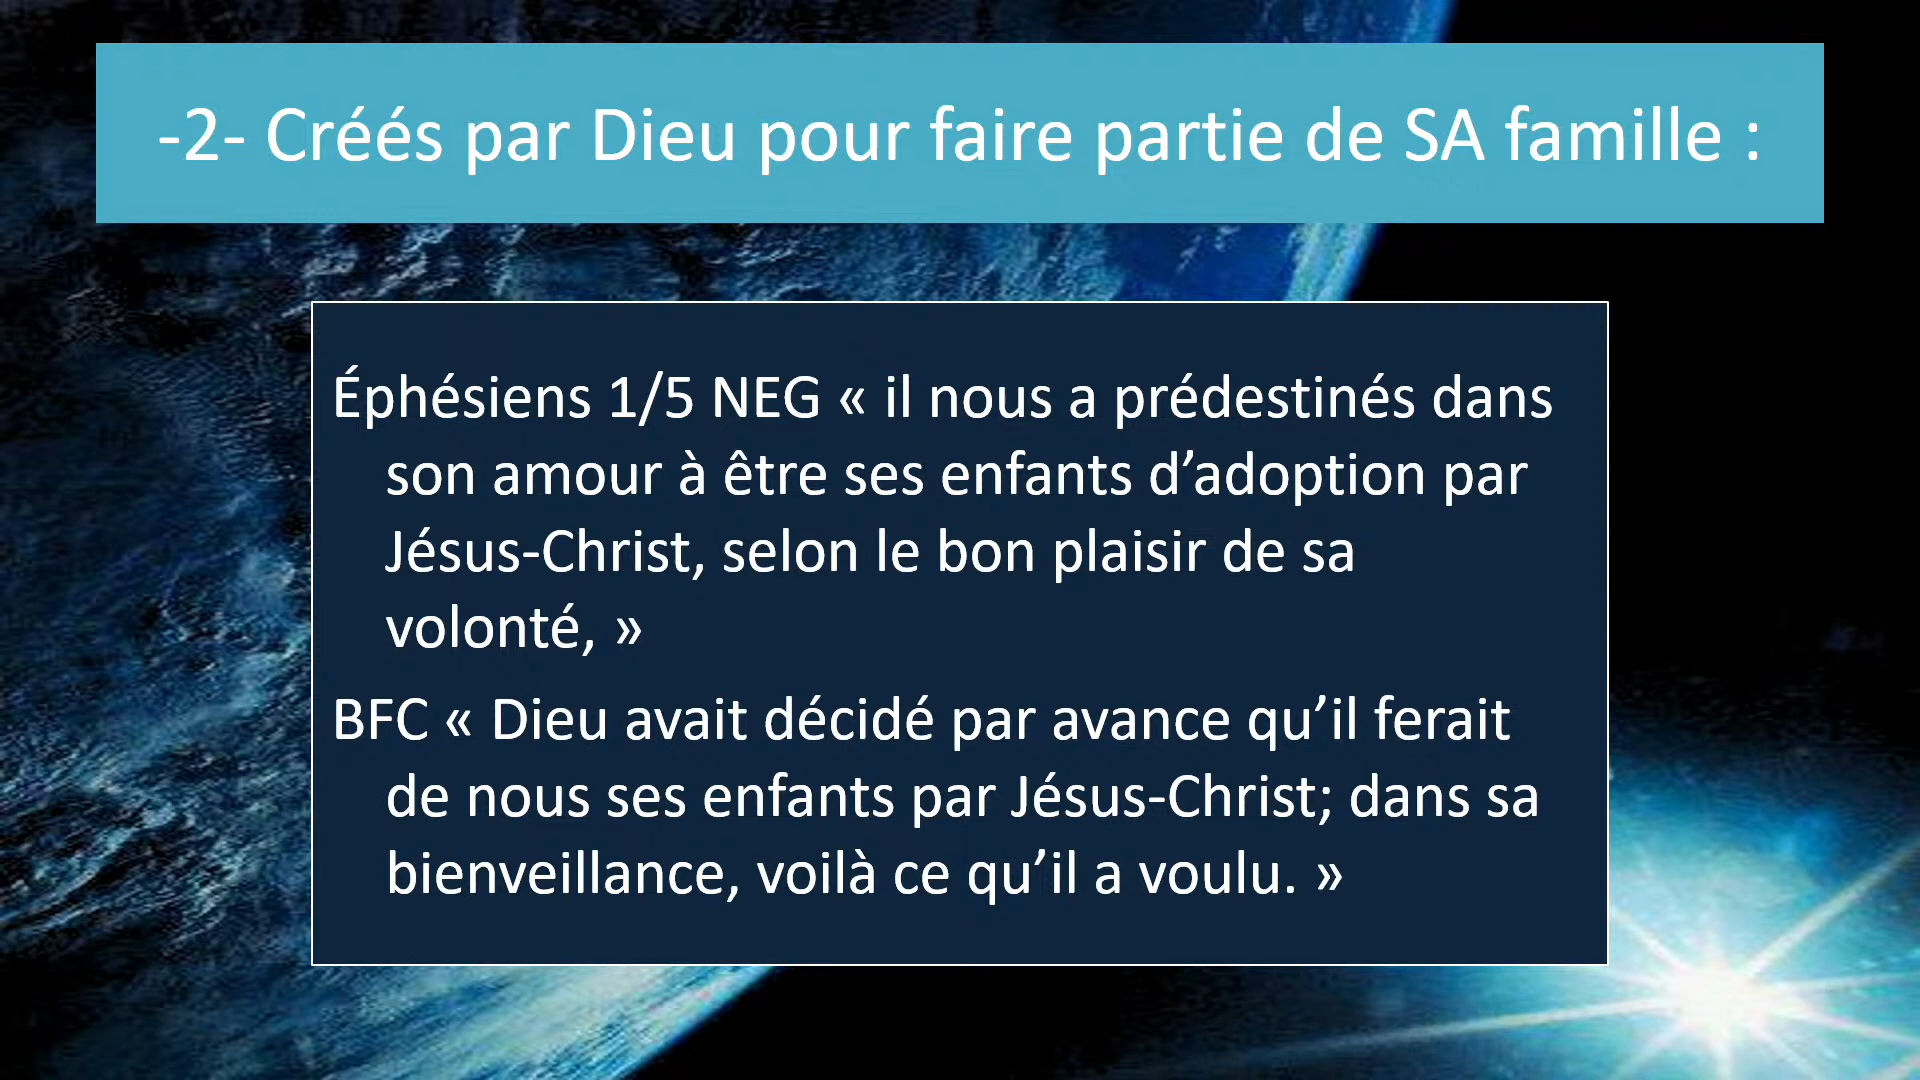 -2- Créés par Dieu pour faire partie de SA famille :
Éphésiens 1/5 NEG « il nous a prédestinés dans
son amour à être ses enfants d’adoption par
Jésus-Christ, selon le bon plaisir de sa
volonté, »
BFC « Dieu avait décidé par avance qu’il ferait
de nous ses enfants par Jésus-Christ; dans sa
bienveillance, voilà ce qu’il a voulu. »